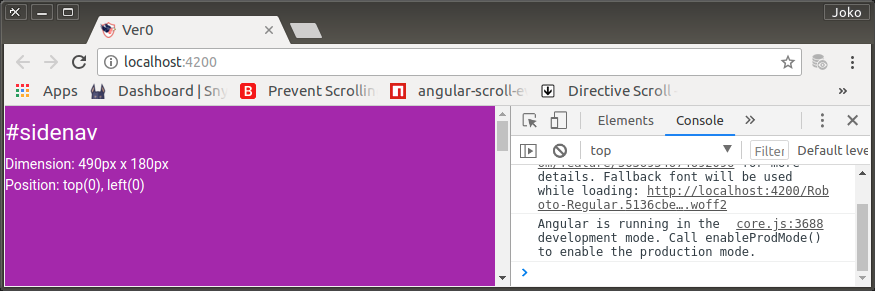 Joko
Ver0
localhost:4200
Apps Dashboard | Sny Prevent Scrollin angular-scroll-ev Directive Scroll - »
#sidenav
Dimension: 490px x 180px
Position: top(0), left(0)
Elements Console »
top Filter Default leve
details. Fallback font will be used
while loading: http://localhost:4200/Rob
oto-Regular.5136cbe….woff2
Angular is running in the core.js:3688
development mode. Call enableProdMode()
to enable the production mode.